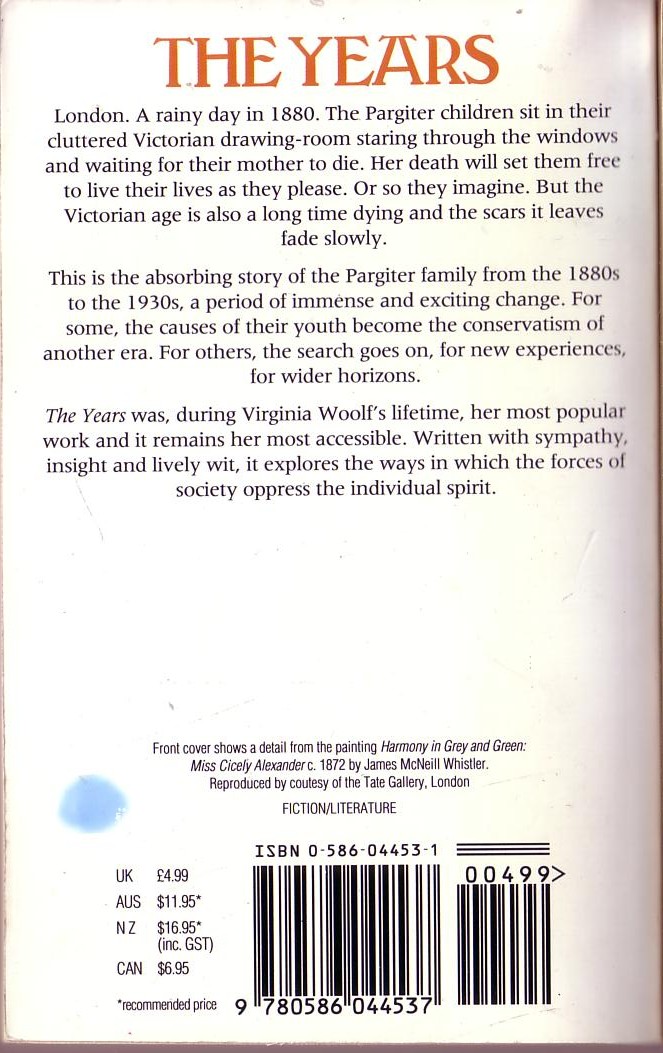 THE YEARS
London. A rainy day in 1880. The Pargiter children sit in their
cluttered Victorian drawing-room staring through the windows
and waiting for their mother to die. Her death will set them free
to live their lives as they please. Or so they imagine. But the
Victorian age is also a long time dying and the scars it leaves
fade slowly.
This is the absorbing story of the Pargiter family from the 1880s
to the 1930s, a period of immense and exciting change. For
some, the causes of their youth become the conservatism of
another era. For others, the search goes on, for new experiences,
for wider horizons.
The Years was, during Virginia Woolf's lifetime, her most popular
work and it remains her most accessible. Written with sympathy,
insight and lively wit, it explores the ways in which the forces of
society oppress the individual spirit.
Front cover shows a detail from the painting Harmony in Grey and Green:
Miss Cicely Alexander c. 1872 by James McNeill Whistler.
Reproduced by coutesy of the Tate Gallery, London
FICTION/LITERATURE
ISBN 0-586-04453-1
00499>
UK £4.99
AUS $11.95*
NZ $16.95*
(inc. GST)
CAN $6.95
*recommended price
9 780586 044537